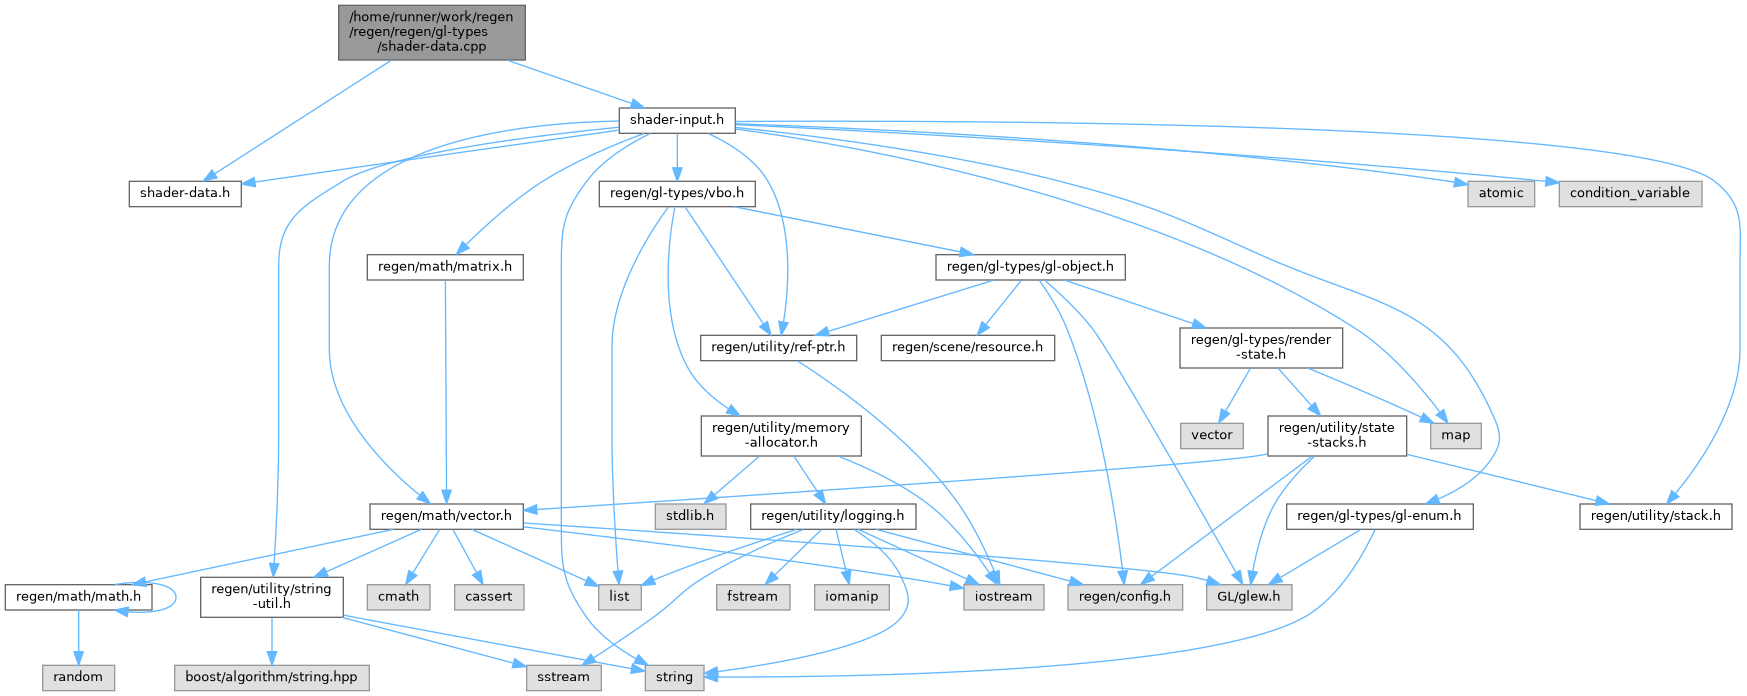 /home/runner/work/regen
/regen/regen/gl-types
/shader-data.cpp
shader-input.h
shader-data.h
regen/gl-types/vbo.h
atomic
condition_variable
regen/math/matrix.h
regen/gl-types/gl-object.h
regen/utility/ref-ptr.h
regen/scene/resource.h
regen/gl-types/render
-state.h
regen/utility/memory
-allocator.h
vector
regen/utility/state
-stacks.h
map
regen/math/vector.h
stdlib.h
regen/utility/logging.h
regen/gl-types/gl-enum.h
regen/utility/stack.h
regen/math/math.h
regen/utility/string
-util.h
cmath
cassert
list
fstream
iomanip
iostream
regen/config.h
GL/glew.h
random
boost/algorithm/string.hpp
sstream
string